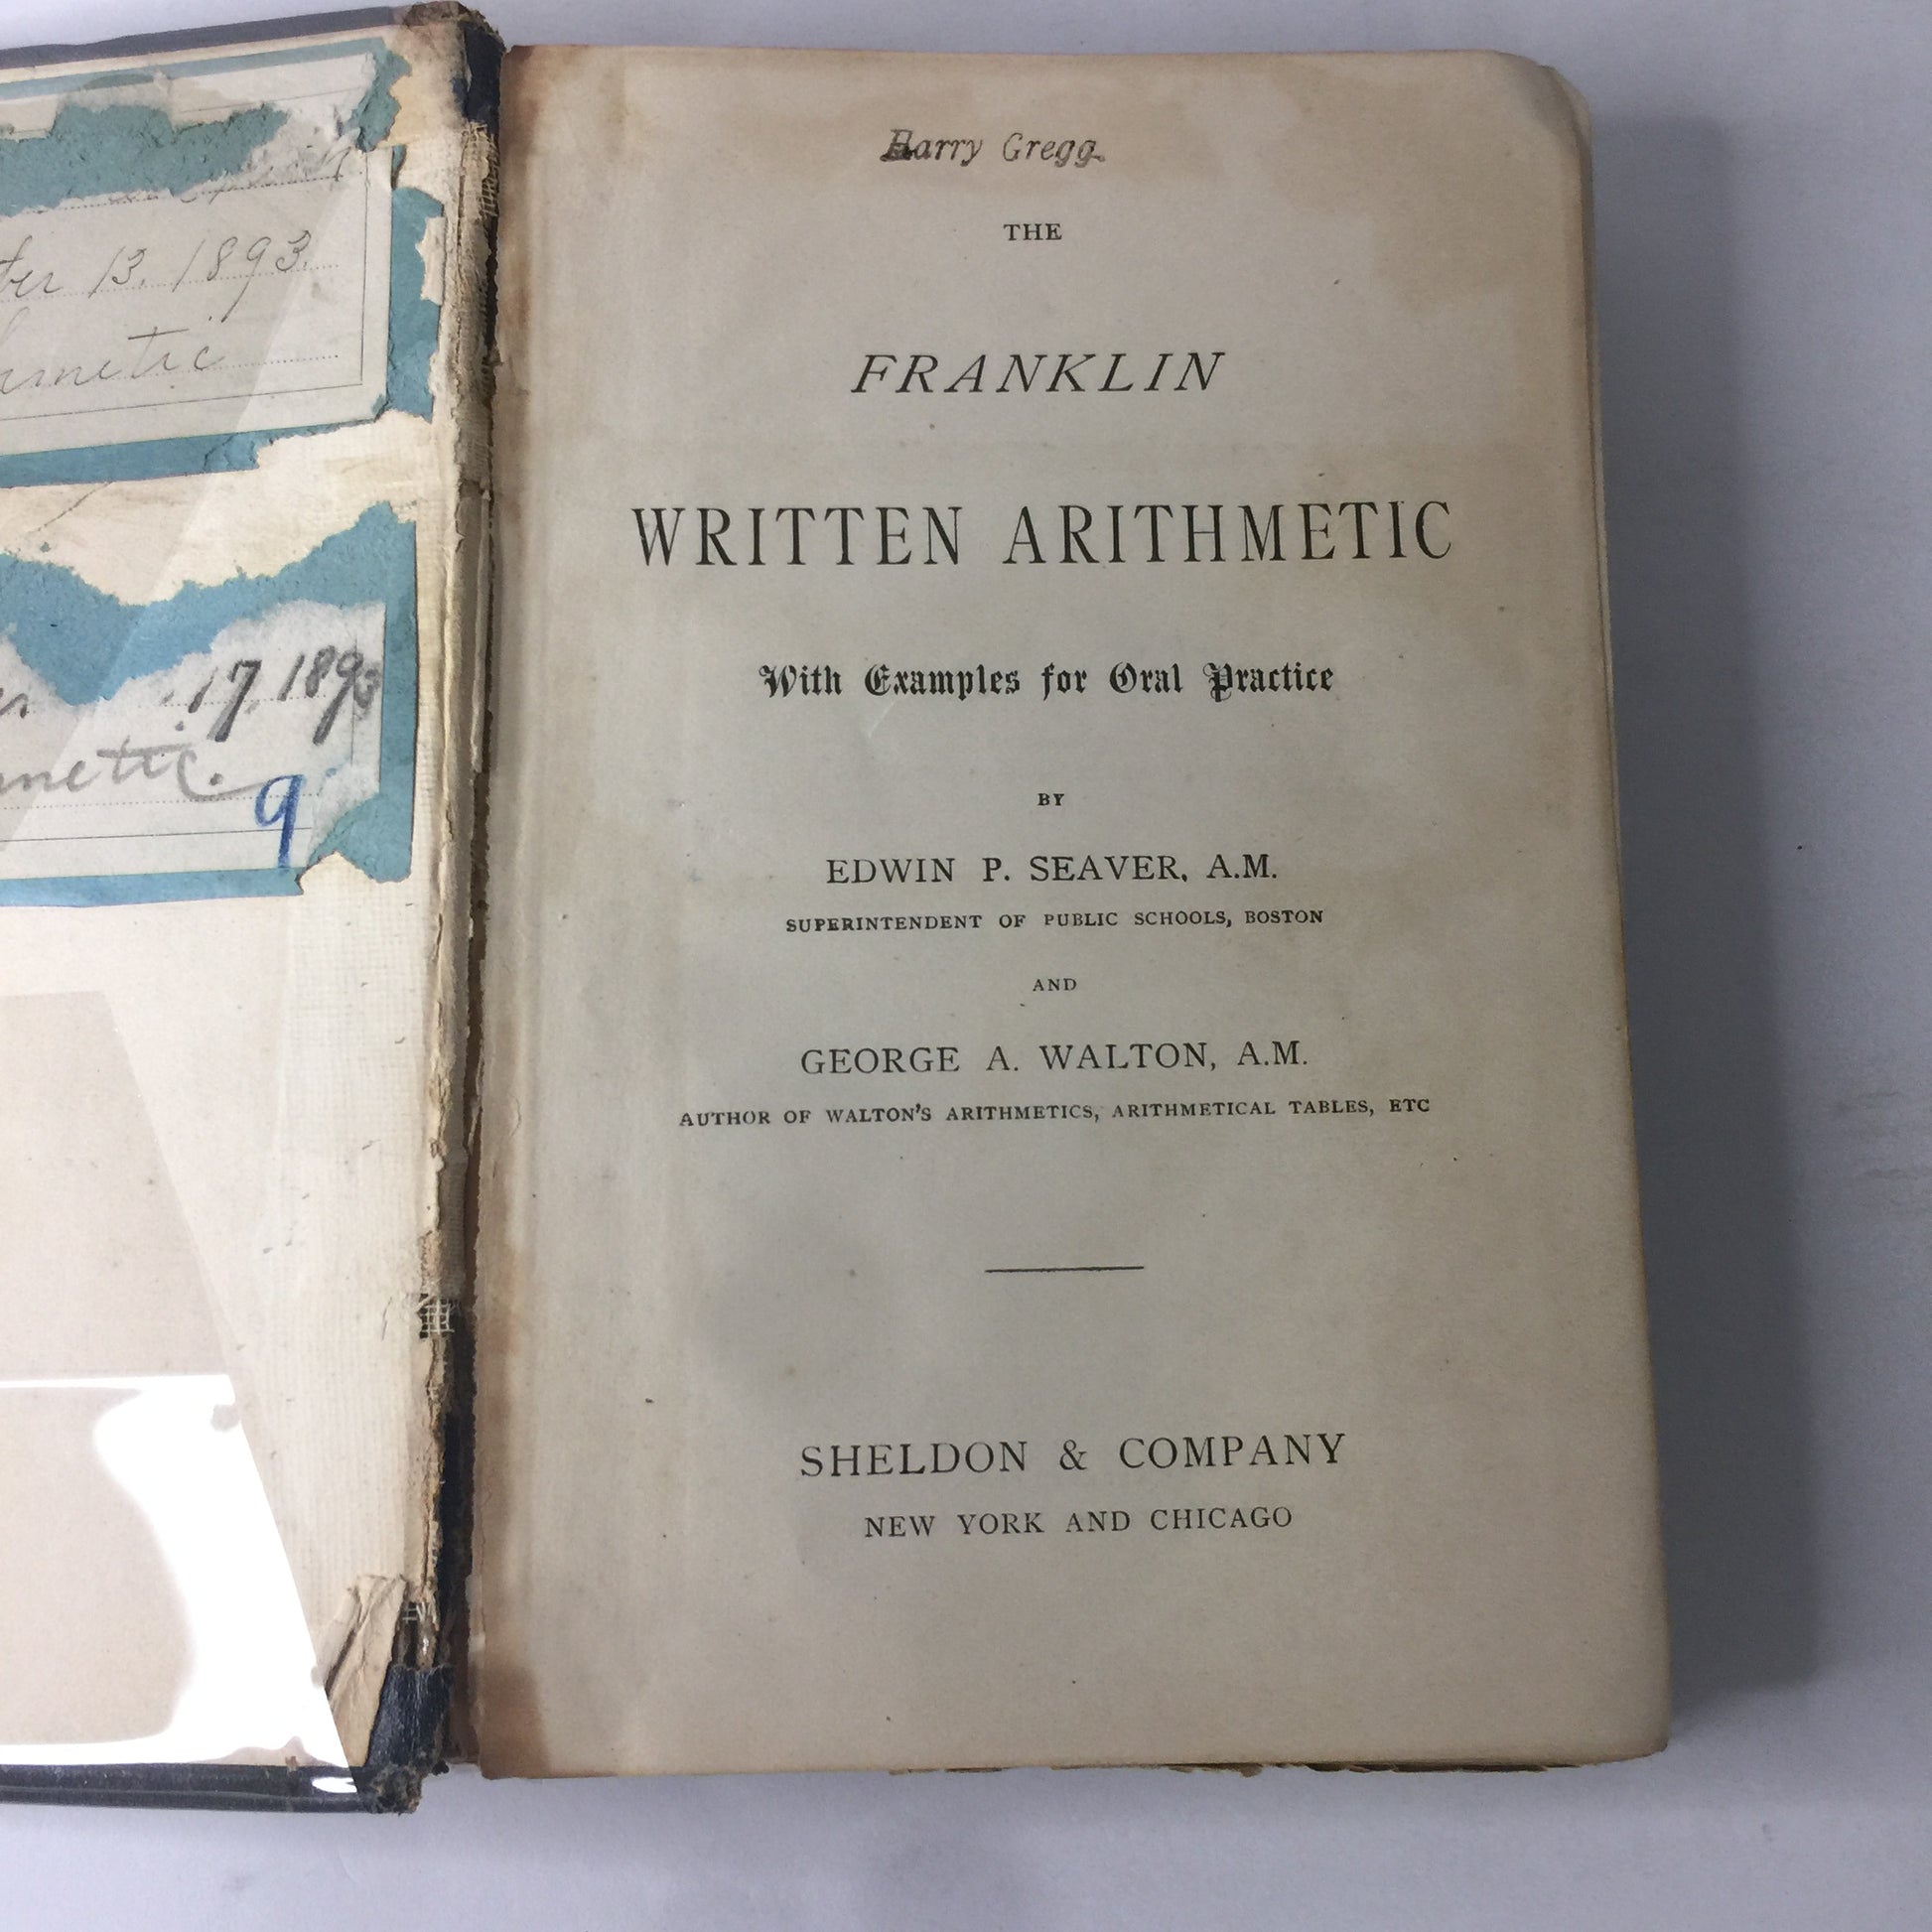 13. 1893.
17, 1893
9
Harry Gregg.
THE
FRANKLIN
WRITTEN ARITHMETIC
With Examples for Oral Practice
BY
EDWIN P. SEAVER, A.M.
SUPERINTENDENT OF PUBLIC SCHOOLS, BOSTON
AND
GEORGE A. WALTON, A.M.
AUTHOR OF WALTON'S ARITHMETICS, ARITHMETICAL TABLES, ETC
SHELDON & COMPANY
NEW YORK AND CHICAGO